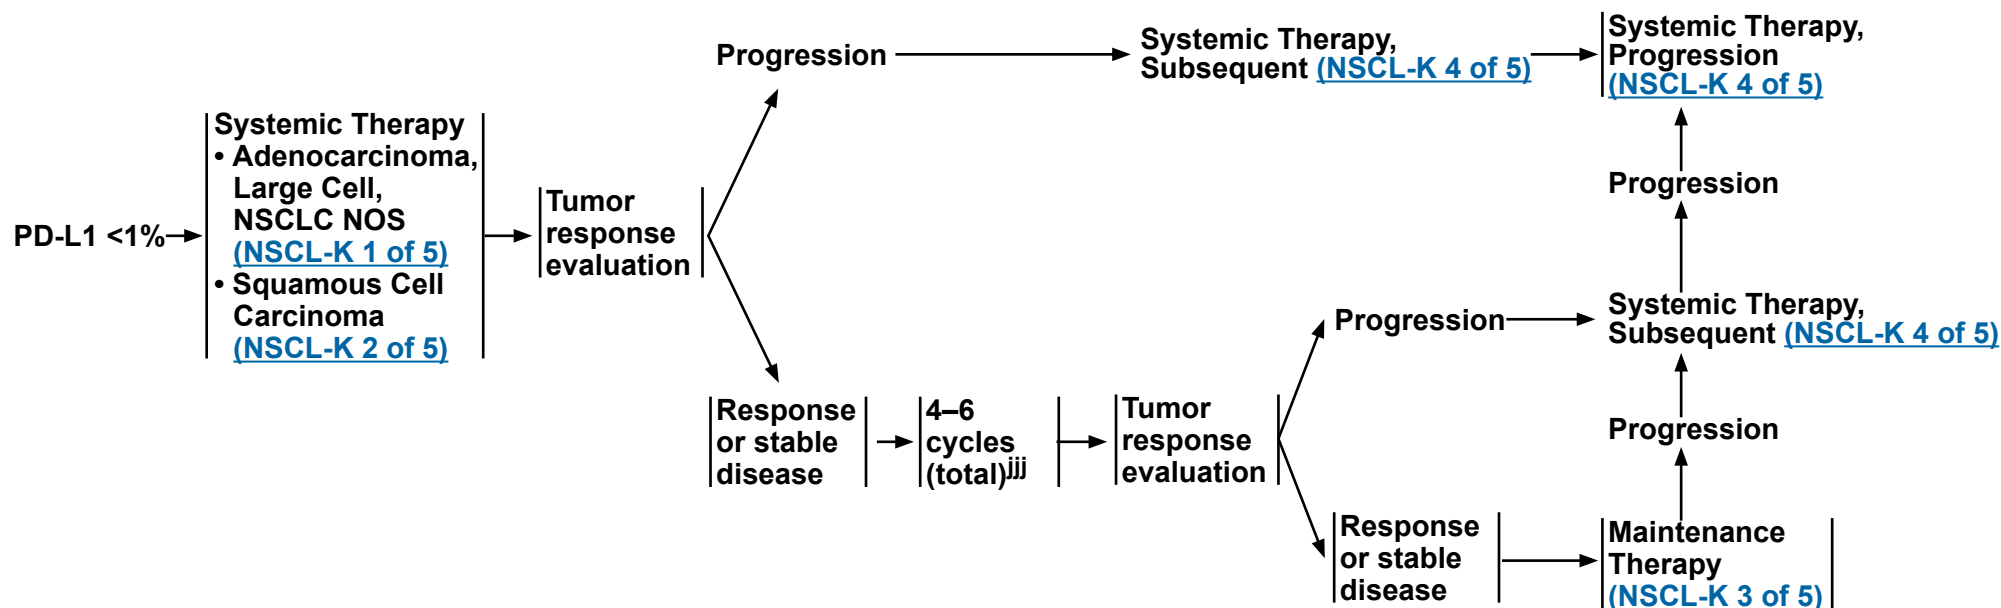 PD-L1 <1%
Systemic Therapy
• Adenocarcinoma,
Large Cell,
NSCLC NOS
(NSCL-K 1 of 5)
• Squamous Cell
Carcinoma
(NSCL-K 2 of 5)
Tumor
response
evaluation
Progression
Systemic Therapy,
Subsequent (NSCL-K 4 of 5)
Systemic Therapy,
Progression
(NSCL-K 4 of 5)
Response
or stable
disease
4–6
cycles
(total)jjj
Tumor
response
evaluation
Progression
Systemic Therapy,
Subsequent (NSCL-K 4 of 5)
Progression
Response
or stable
disease
Maintenance
Therapy
(NSCL-K 3 of 5)
Progression